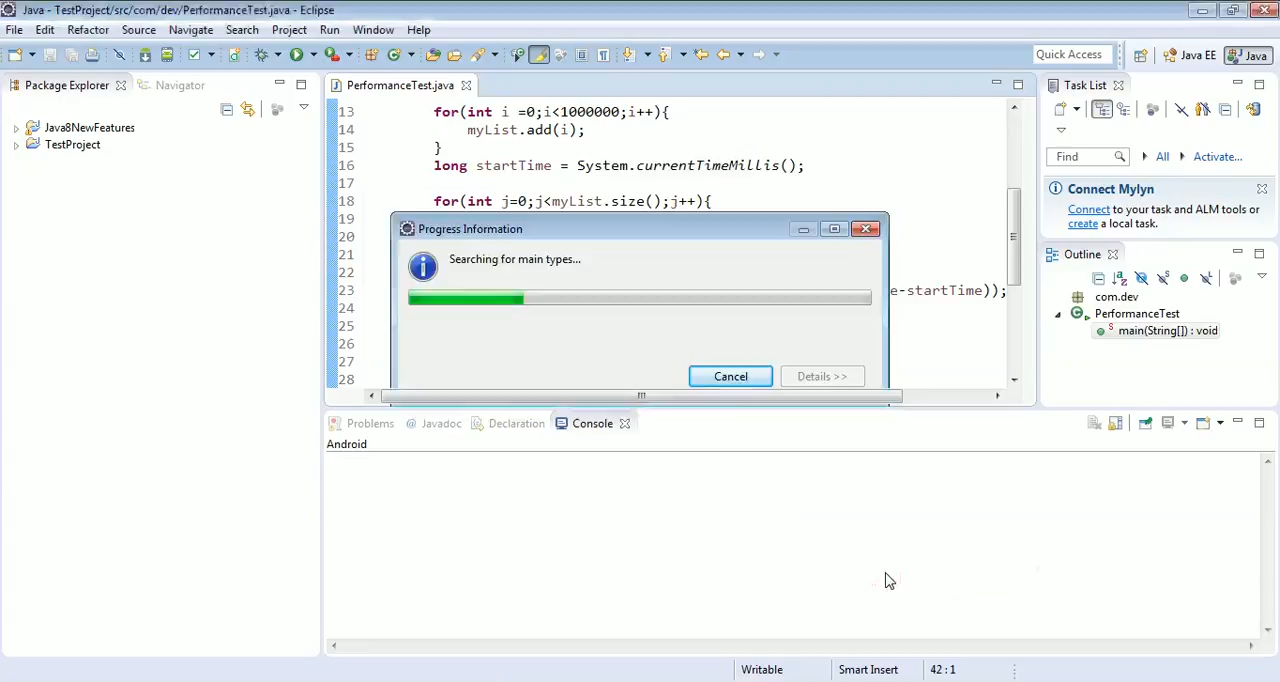 Java - TestProject/src/com/dev/PerformanceTest.java - Eclipse
File Edit Refactor Source Navigate Search Project Run Window Help
Quick Access Java EE Java
Package Explorer Navigator
Java8NewFeatures
TestProject
PerformanceTest.java
13 for(int i =0;i<1000000;i++){
14 myList.add(i);
15 }
16 long startTime = System.currentTimeMillis();
17
18 for(int j=0;j<myList.size();j++){
19
20
21
22
23 e-startTime));
24
25
26
27
28
Progress Information
Searching for main types...
Cancel Details >>
Task List
Find All Activate...
Connect Mylyn
Connect to your task and ALM tools or
create a local task.
Outline
com.dev
PerformanceTest
main(String[]) : void
Problems Javadoc Declaration Console
Android
Writable Smart Insert 42 : 1